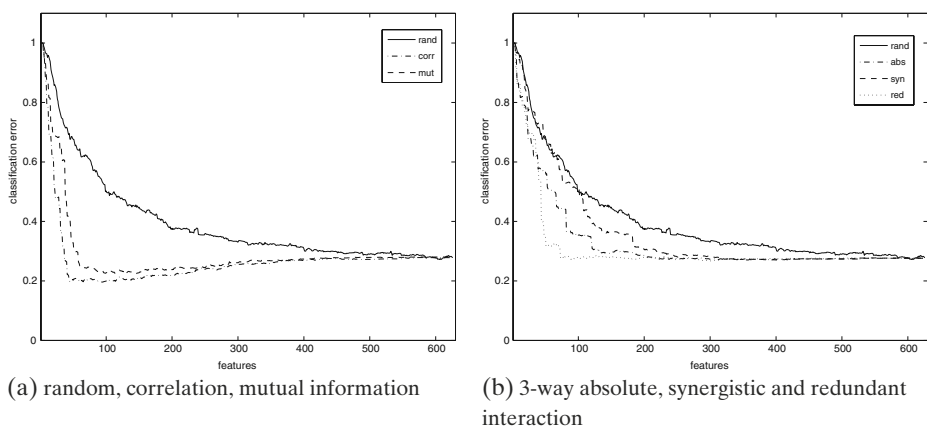 1
0.8
0.6
0.4
0.2
0
classification error
100 200 300 400 500 600
features
rand
corr
mut
(a) random, correlation, mutual information
1
0.8
0.6
0.4
0.2
0
classification error
100 200 300 400 500 600
features
rand
abs
syn
red
(b) 3-way absolute, synergistic and redundant
interaction